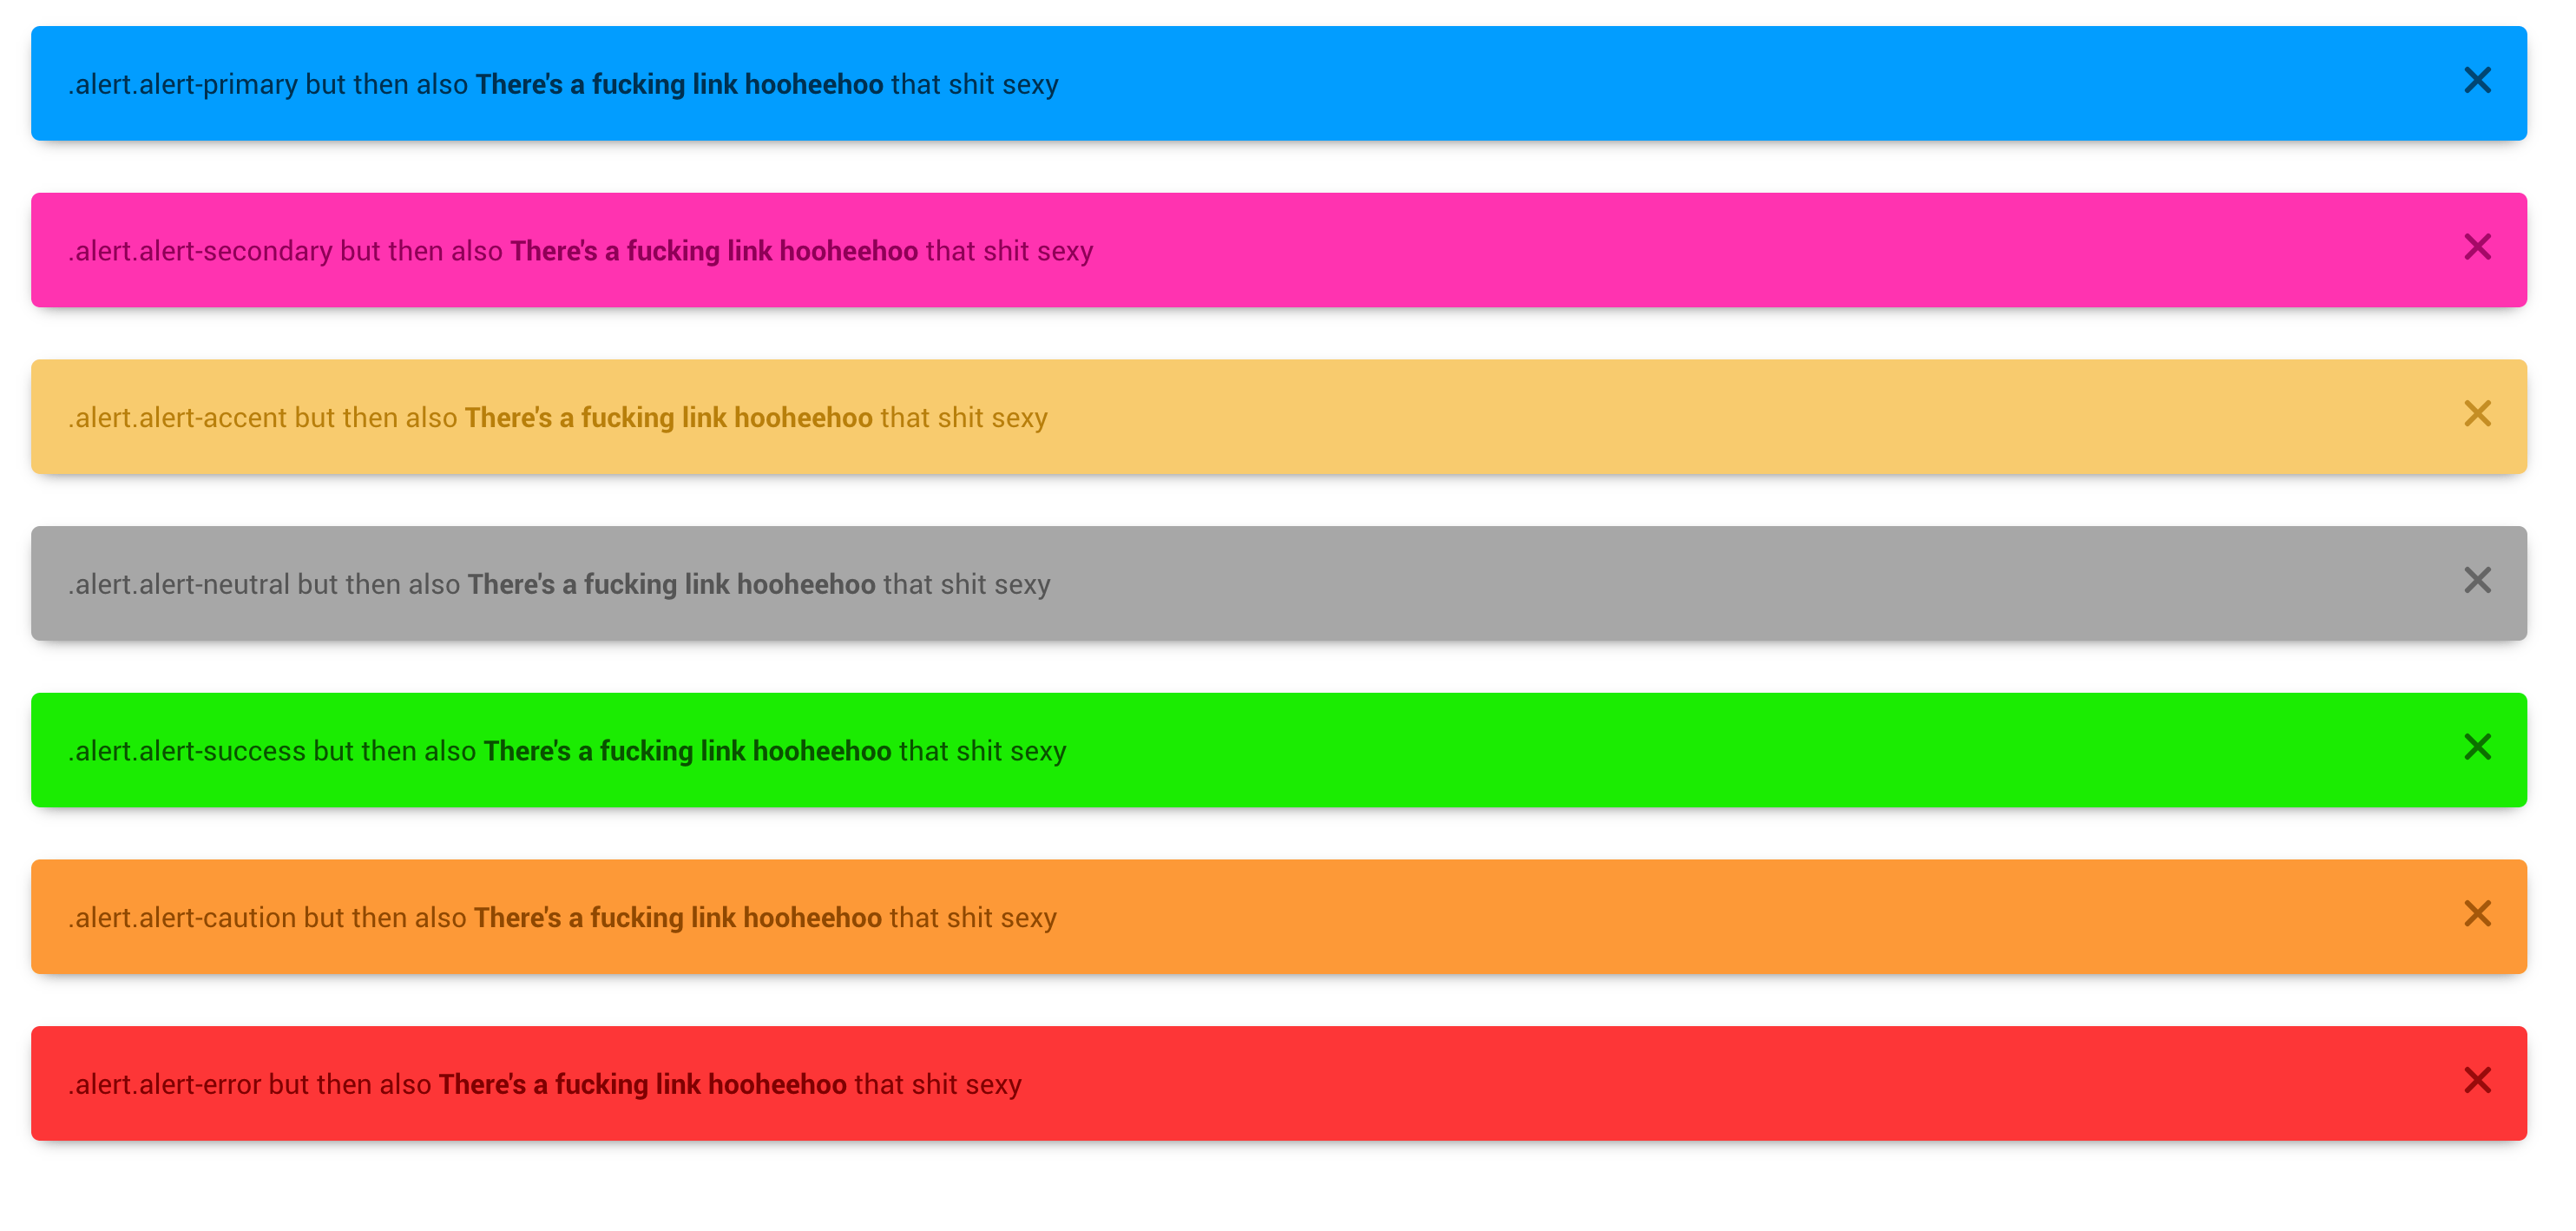 .alert.alert-primary but then also There's a fucking link hooheehoo that shit sexy
.alert.alert-secondary but then also There's a fucking link hooheehoo that shit sexy
.alert.alert-accent but then also There's a fucking link hooheehoo that shit sexy
.alert.alert-neutral but then also There's a fucking link hooheehoo that shit sexy
.alert.alert-success but then also There's a fucking link hooheehoo that shit sexy
.alert.alert-caution but then also There's a fucking link hooheehoo that shit sexy
.alert.alert-error but then also There's a fucking link hooheehoo that shit sexy